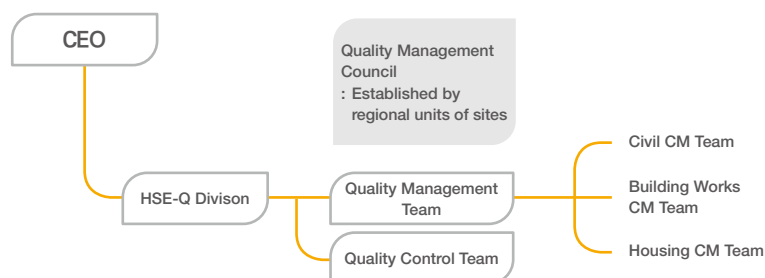 CEO
Quality Management
Council
: Established by
regional units of sites
HSE-Q Divison
Quality Management
Team
Quality Control Team
Civil CM Team
Building Works
CM Team
Housing CM Team